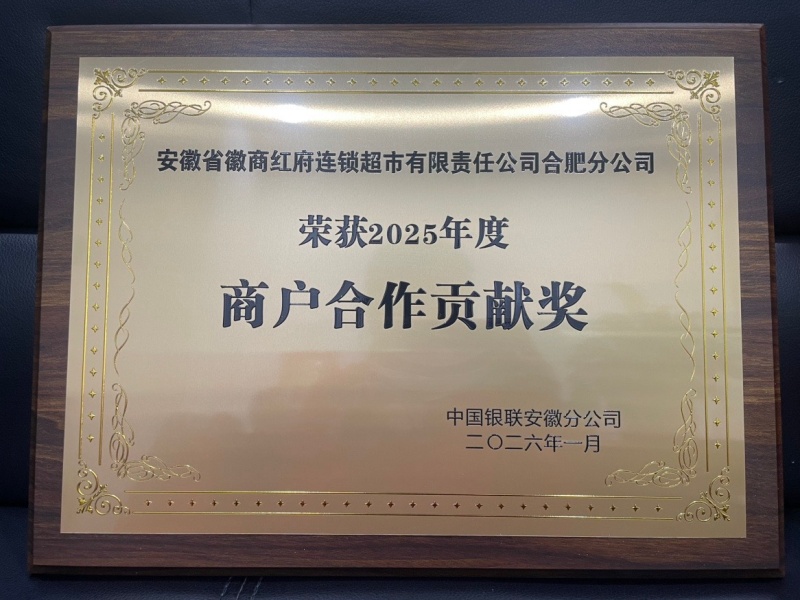 安徽省徽商红府连锁超市有限责任公司合肥分公司
荣获2025年度
商户合作贡献奖
中国银联安徽分公司
二〇二六年一月